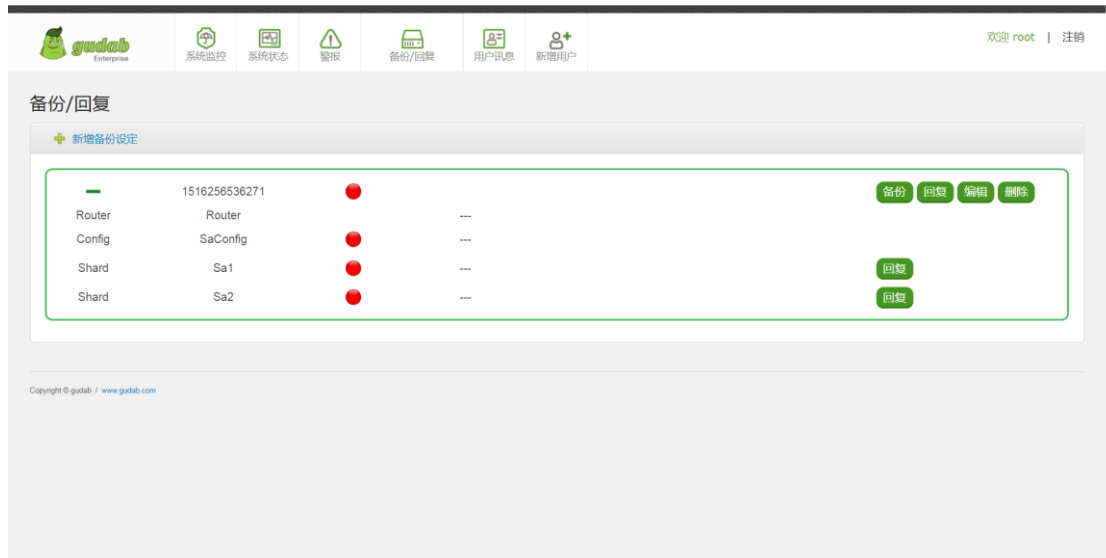 gudab
Enterprise
系统监控 系统状态 警报 备份/回复 用户讯息 新增用户
欢迎 root | 注销
备份/回复
新增备份设定
1516256536271 备份 回复 编辑 删除
Router Router ---
Config SaConfig ---
Shard Sa1 --- 回复
Shard Sa2 --- 回复
Copyright © gudab / www.gudab.com